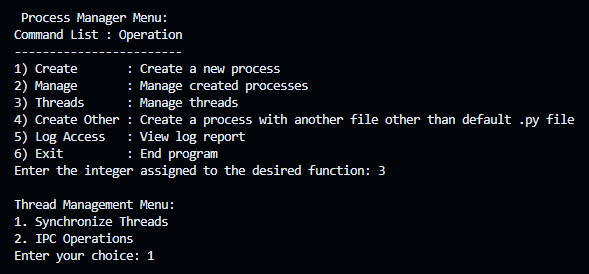 Process Manager Menu:
Command List : Operation
------------------------
1) Create       : Create a new process
2) Manage       : Manage created processes
3) Threads      : Manage threads
4) Create Other : Create a process with another file other than default .py file
5) Log Access   : View log report
6) Exit         : End program
Enter the integer assigned to the desired function: 3

Thread Management Menu:
1. Synchronize Threads
2. IPC Operations
Enter your choice: 1